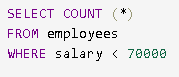 SELECT COUNT (*)
FROM employees
WHERE salary < 70000